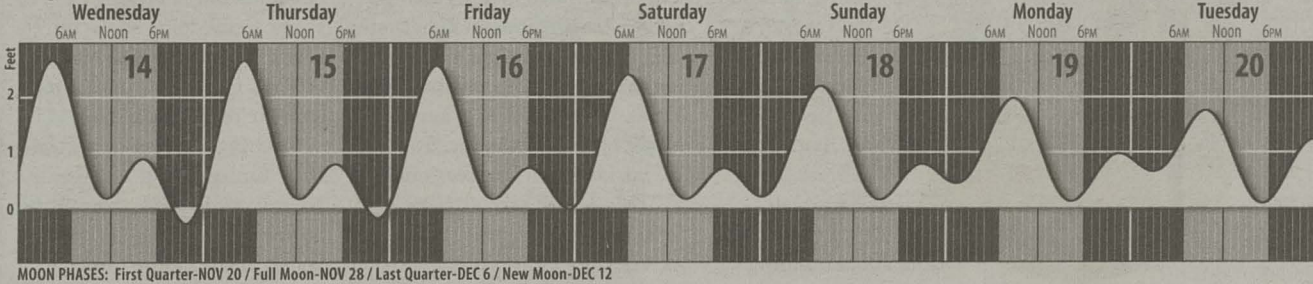 Wednesday Thursday Friday Saturday Sunday Monday Tuesday
6AM Noon 6PM 6AM Noon 6PM 6AM Noon 6PM 6AM Noon 6PM 6AM Noon 6PM 6AM Noon 6PM 6AM Noon 6PM
Feet
14 15 16 17 18 19 20
2
1
0
MOON PHASES: First Quarter-NOV 20 / Full Moon-NOV 28 / Last Quarter-DEC 6 / New Moon-DEC 12